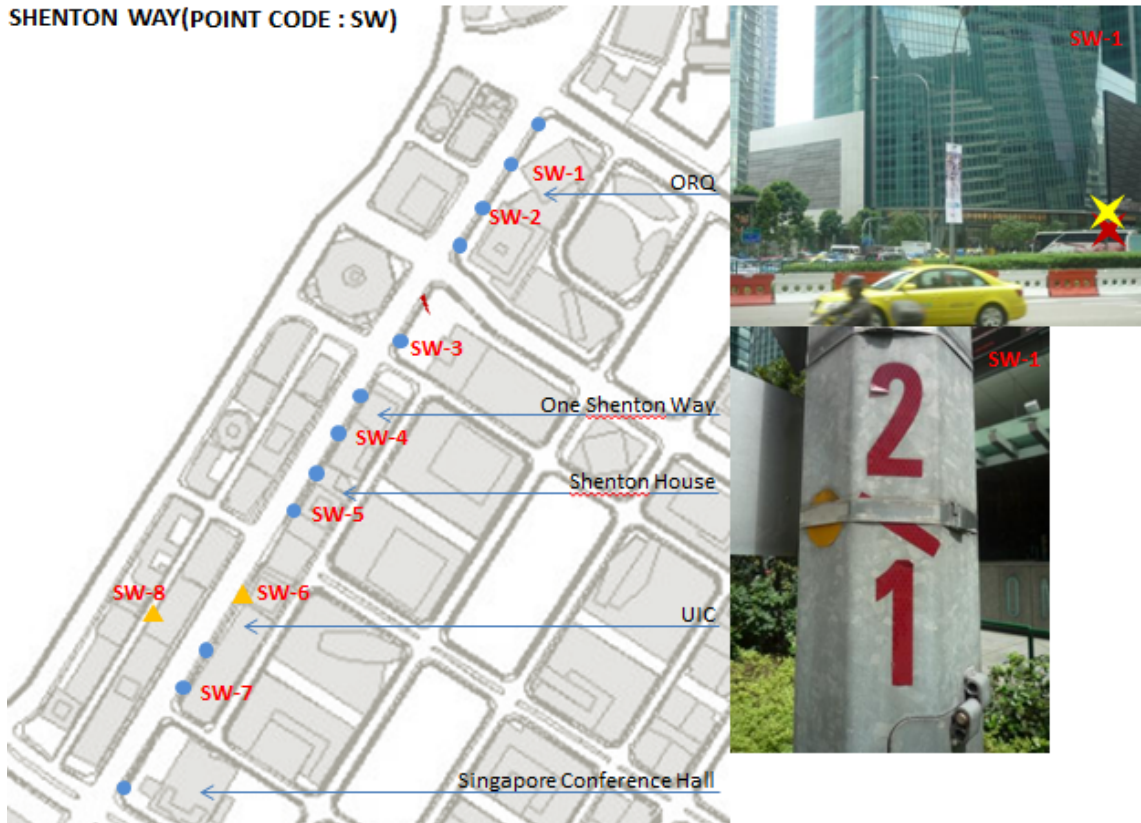 SHENTON WAY(POINT CODE : SW)
SW-1
SW-1
ORQ
SW-2
SW-3
SW-1
2/1
One Shenton Way
SW-4
Shenton House
SW-5
SW-8
SW-6
UIC
SW-7
Singapore Conference Hall